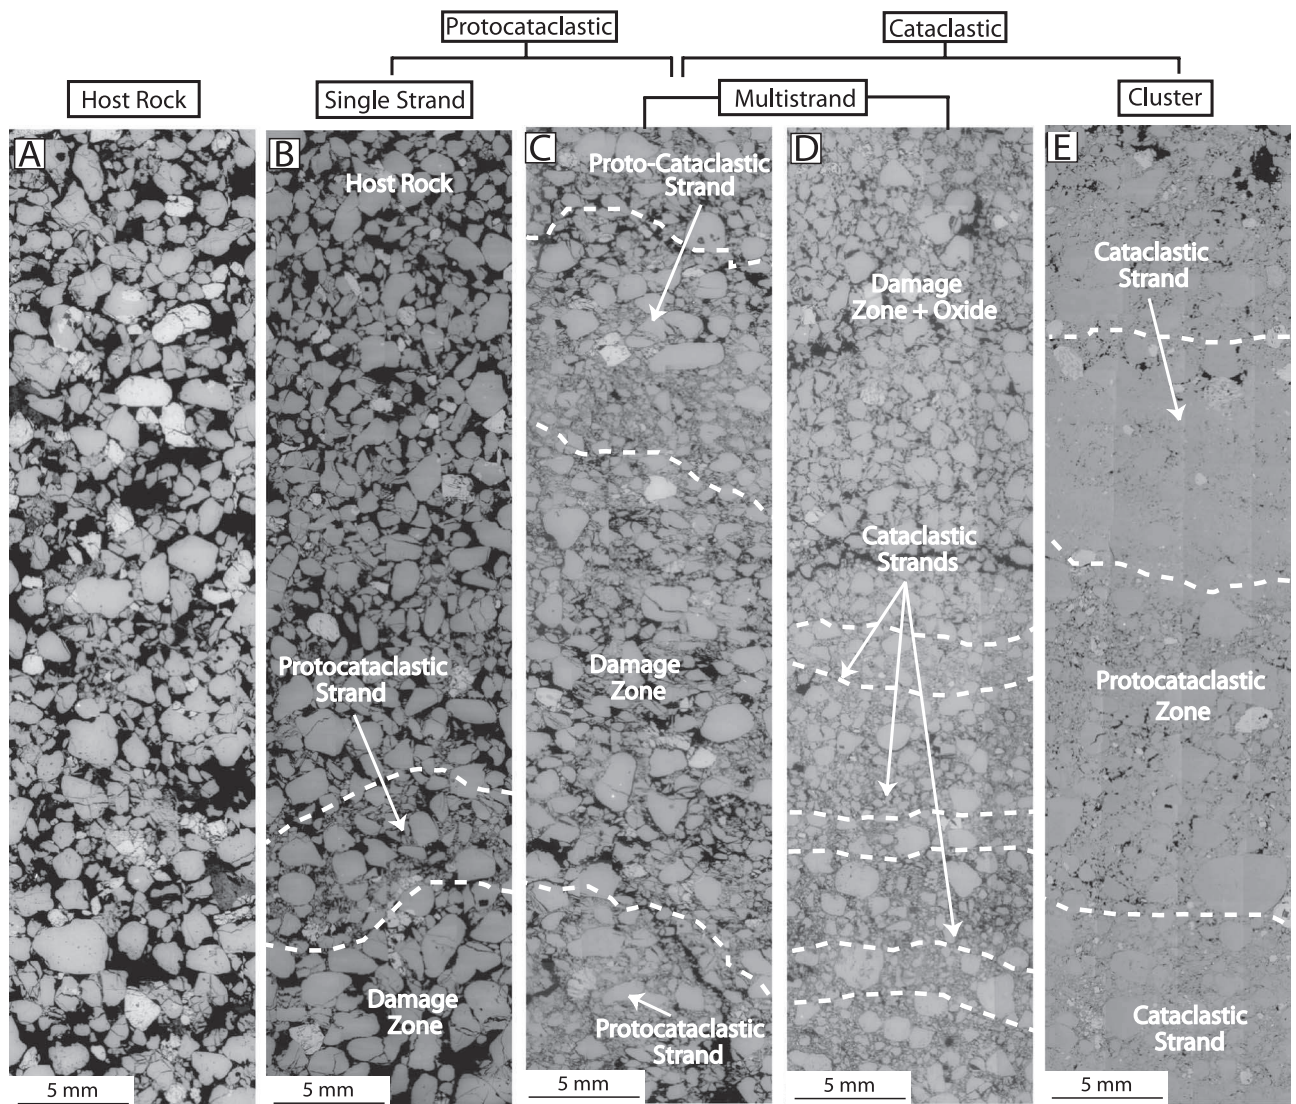 Protocataclastic
Cataclastic
Host Rock
Single Strand
Multistrand
Cluster
A
B
C
D
E
Host Rock
Protocataclastic
Strand
Damage
Zone
Proto-Cataclastic
Strand
Damage
Zone
Protocataclastic
Strand
Damage
Zone + Oxide
Cataclastic
Strands
Cataclastic
Strand
Protocataclastic
Zone
Cataclastic
Strand
5 mm
5 mm
5 mm
5 mm
5 mm